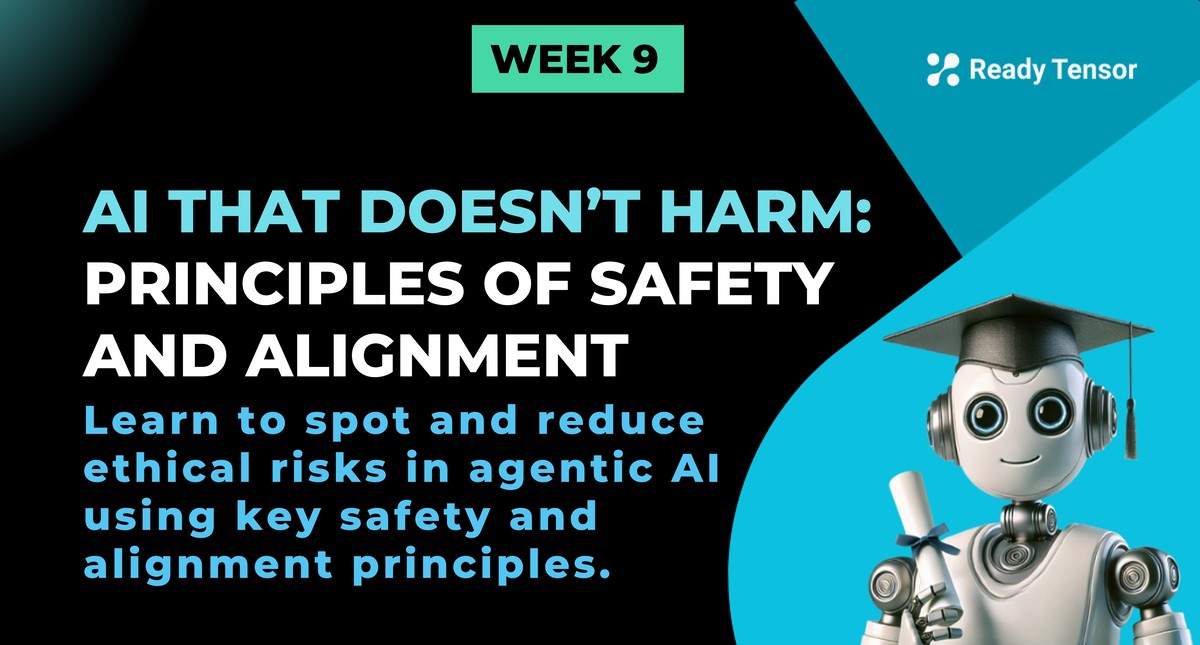 WEEK 9
Ready Tensor
AI THAT DOESN’T HARM:
PRINCIPLES OF SAFETY
AND ALIGNMENT
Learn to spot and reduce
ethical risks in agentic AI
using key safety and
alignment principles.